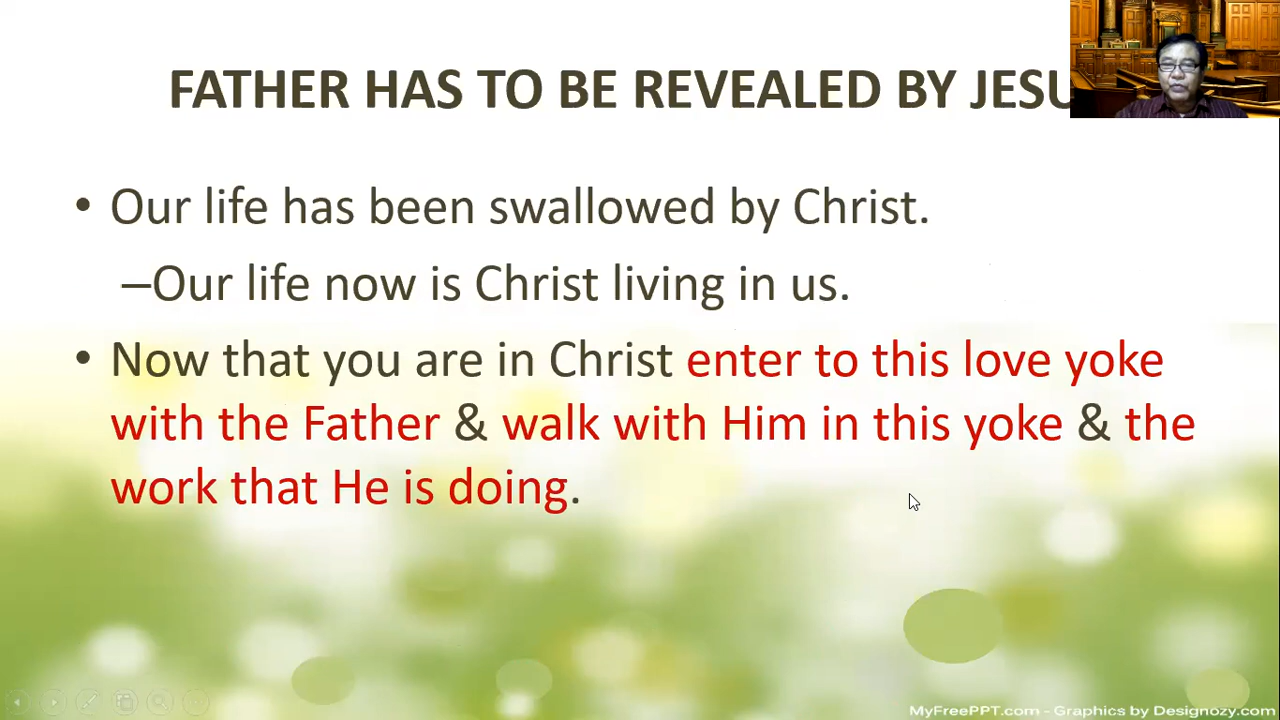 FATHER HAS TO BE REVEALED BY JESU
• Our life has been swallowed by Christ.
–Our life now is Christ living in us.
• Now that you are in Christ enter to this love yoke
with the Father & walk with Him in this yoke & the
work that He is doing.
MyFreePPT.com - Graphics by Designozy.com